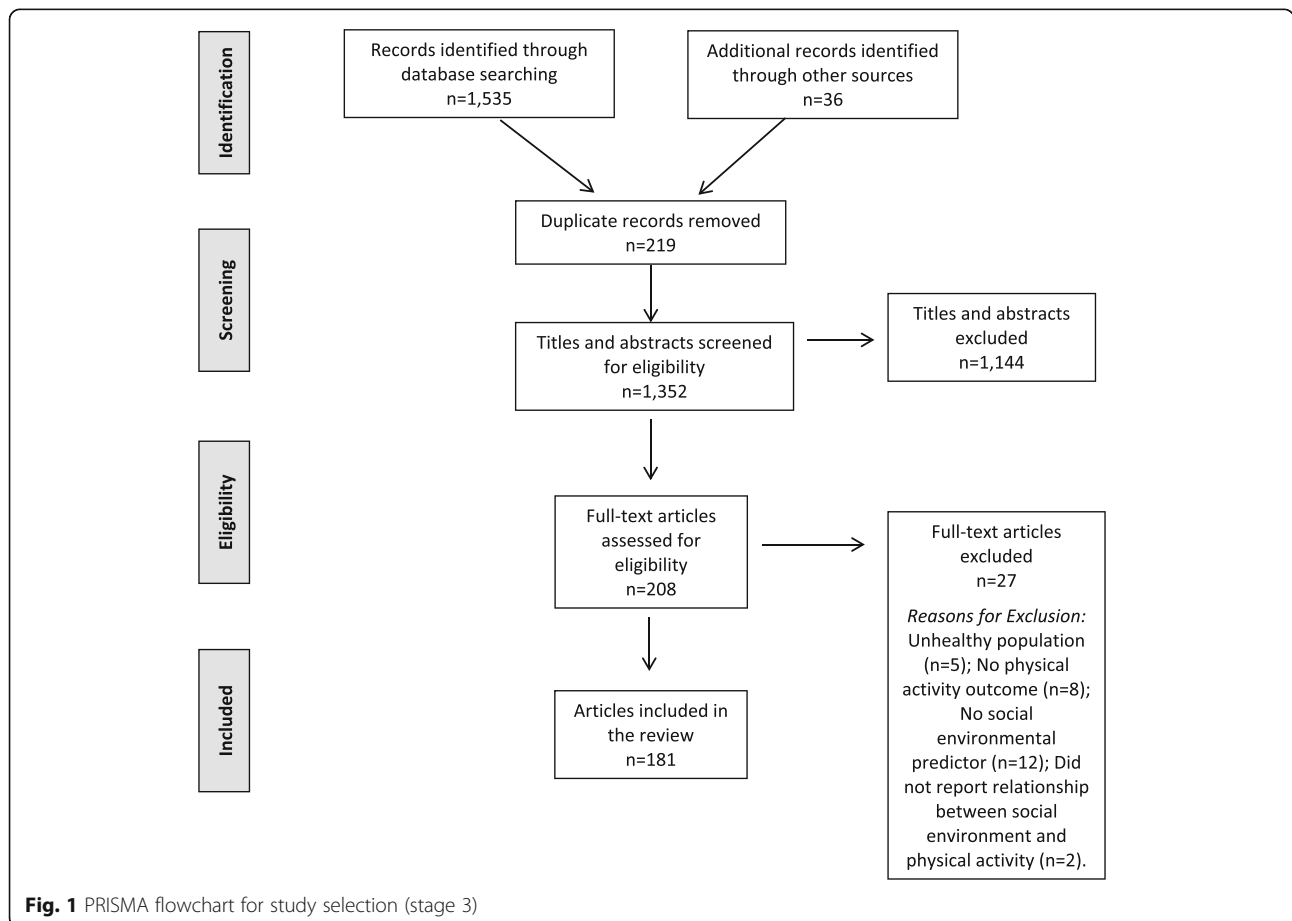 Identification
Records identified through
database searching
n=1,535
Additional records identified
through other sources
n=36
Duplicate records removed
n=219
Screening
Titles and abstracts screened
for eligibility
n=1,352
Titles and abstracts
excluded
n=1,144
Eligibility
Full-text articles
assessed for
eligibility
n=208
Full-text articles
excluded
n=27
Reasons for Exclusion:
Unhealthy population
(n=5); No physical
activity outcome (n=8);
No social
environmental
predictor (n=12); Did
not report relationship
between social
environment and
physical activity (n=2).
Included
Articles included in
the review
n=181
Fig. 1 PRISMA flowchart for study selection (stage 3)